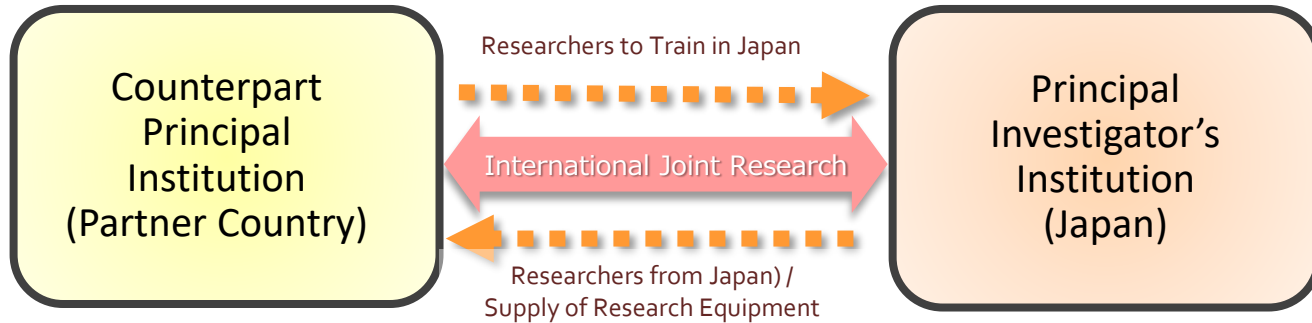 Counterpart
Principal
Institution
(Partner Country)
Researchers to Train in Japan
International Joint Research
Researchers from Japan) /
Supply of Research Equipment
Principal
Investigator’s
Institution
(Japan)